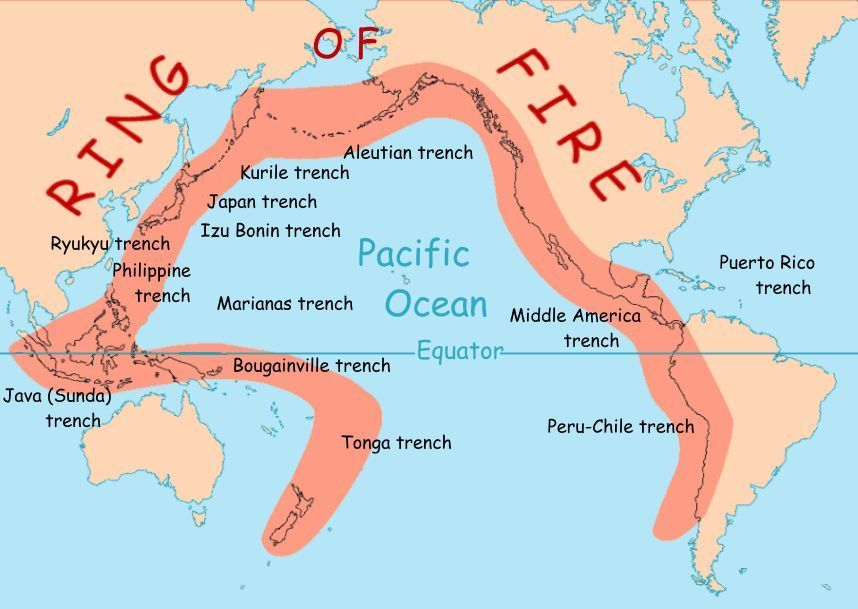 RING
OF
FIRE
Aleutian trench
Kurile trench
Japan trench
Izu Bonin trench
Ryukyu trench
Philippine
trench
Marianas trench
Pacific
Ocean
Equator
Puerto Rico
trench
Middle America
trench
Bougainville trench
Java (Sunda)
trench
Tonga trench
Peru-Chile trench